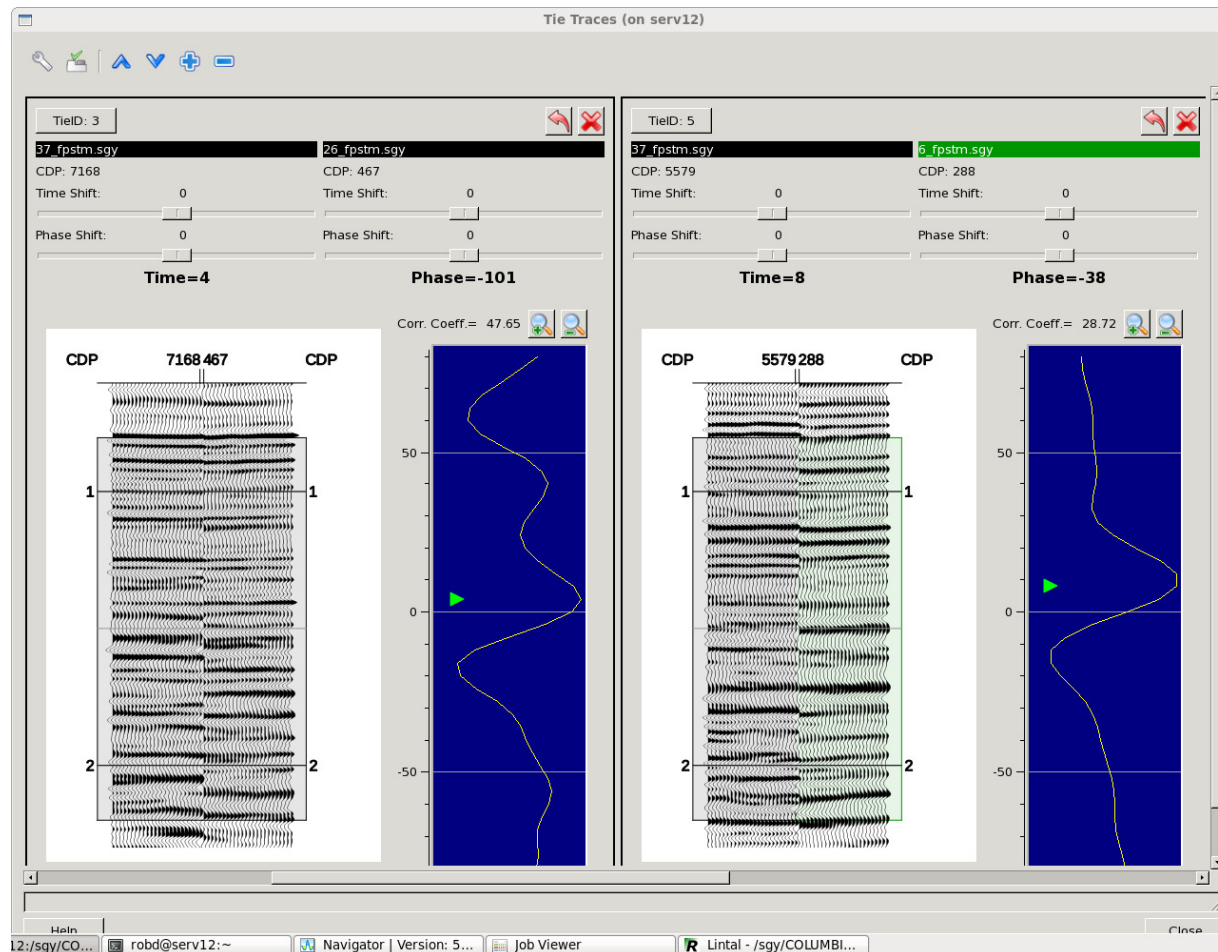 Tie Traces (on serv12)
TieID: 3
37_fpstm.sgy 26_fpstm.sgy
CDP: 7168 CDP: 467
Time Shift: 0 Time Shift: 0
Phase Shift: 0 Phase Shift: 0
Time=4 Phase=-101
Corr. Coeff.= 47.65
CDP 7168 467 CDP
1 1
2 2
50
0
-50
TieID: 5
37_fpstm.sgy 6_fpstm.sgy
CDP: 5579 CDP: 288
Time Shift: 0 Time Shift: 0
Phase Shift: 0 Phase Shift: 0
Time=8 Phase=-38
Corr. Coeff.= 28.72
CDP 5579 288 CDP
1 1
2 2
50
0
-50
Help Close
12:/sgy/CO... robd@serv12:~ Navigator | Version: 5... Job Viewer Lintal - /sgy/COLUMBI...